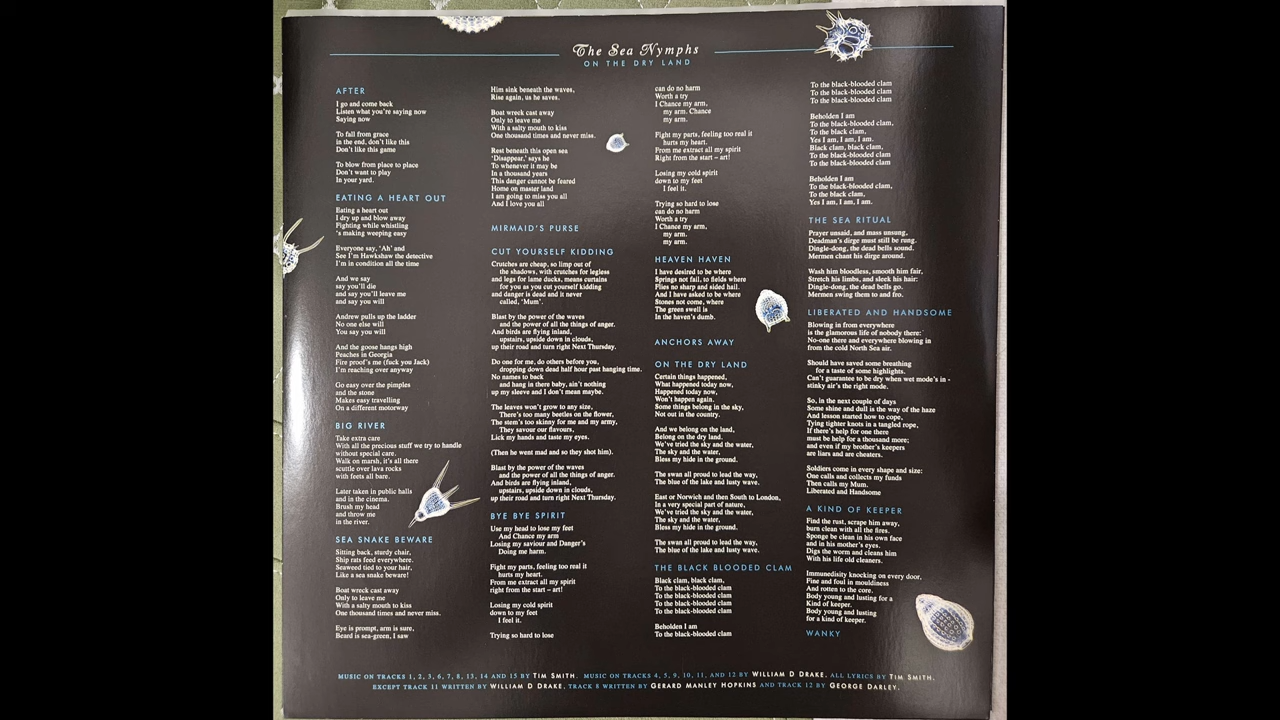 The Sea Nymphs
ON THE DRY LAND
AFTER
I go and come back
Listen what you're saying now
Saying now
To fall from grace
in the end, don't like this
Don't like this game
To blow from place to place
Don't want to play
In your yard.
EATING A HEART OUT
Eating a heart out
I dry up and blow away
Fighting while whistling
's making weeping easy
Everyone say, 'Ah' and
See I'm Hawkshaw the detective
I'm in condition all the time
And we say
say you'll die
and say you'll leave me
and say you will
Andrew pulls up the ladder
No one else will
You say you will
And the goose hangs high
Peaches in Georgia
Fire proof's me (fuck you Jack)
I'm reaching over anyway
Go easy over the pimples
and the stone
Makes easy travelling
On a different motorway
BIG RIVER
Take extra care
With all the precious stuff we try to handle
without special care.
Walk on marsh, it's all there
scuttle over lava rocks
with feets all bare.
Later taken in public halls
and in the cinema.
Brush my head
and throw me
in the river.
SEA SNAKE BEWARE
Sitting back, sturdy chair,
Ship rats feed everywhere.
Seaweed tied to your hair,
Like a sea snake beware!
Boat wreck cast away
Only to leave me
With a salty mouth to kiss
One thousand times and never miss.
Eye is prompt, arm is sure,
Beard is sea-green, I saw
Him sink beneath the waves,
Rise again, us he saves.
Boat wreck cast away
Only to leave me
With a salty mouth to kiss
One thousand times and never miss.
Rest beneath this open sea
'Disappear,' says he
To whenever it may be
In a thousand years
This danger cannot be feared
Home on master land
I am going to miss you all
And I love you all
MIRMAID'S PURSE
CUT YOURSELF KIDDING
Crutches are cheap, so limp out of
the shadows, with crutches for legless
and legs for lame ducks, means curtains
for you as you cut yourself kidding
and danger is dead and it never
called, 'Mum'.
Blast by the power of the waves
and the power of all the things of anger.
And birds are flying inland,
upstairs, upside down in clouds,
up their road and turn right Next Thursday.
Do one for me, do others before you,
dropping down dead half hour past hanging time.
No names to back
and hang in there baby, ain't nothing
up my sleeve and I don't mean maybe.
The leaves won't grow to any size,
There's too many beetles on the flower,
The stem's too skinny for me and my army,
They savour our flavours,
Lick my hands and taste my eyes.
(Then he went mad and so they shot him).
Blast by the power of the waves
and the power of all the things of anger.
And birds are flying inland,
upstairs, upside down in clouds,
up their road and turn right Next Thursday.
BYE BYE SPIRIT
Use my head to lose my feet
And Chance my arm
Losing my saviour and Danger's
Doing me harm.
Fight my parts, feeling too real it
hurts my heart.
From me extract all my spirit
right from the start – art!
Losing my cold spirit
down to my feet
I feel it.
Trying so hard to lose
can do no harm
Worth a try
I Chance my arm,
my arm. Chance
my arm.
Fight my parts, feeling too real it
hurts my heart.
From me extract all my spirit
Right from the start – art!
Losing my cold spirit
down to my feet
I feel it.
Trying so hard to lose
can do no harm
Worth a try
I Chance my arm,
my arm,
my arm.
HEAVEN HAVEN
I have desired to be where
Springs not fail, to fields where
Flies no sharp and sided hail.
And I have asked to be where
Stones not come, where
The green swell is
In the haven's dumb.
ANCHORS AWAY
ON THE DRY LAND
Certain things happened,
What happened today now,
Happened today now,
Won't happen again.
Some things belong in the sky,
Not out in the country.
And we belong on the land,
Belong on the dry land.
We've tried the sky and the water,
The sky and the water,
Bless my hide in the ground.
The swan all proud to lead the way,
The blue of the lake and lusty wave.
East or Norwich and then South to London,
In a very special part of nature,
We've tried the sky and the water,
The sky and the water,
Bless my hide in the ground.
The swan all proud to lead the way,
The blue of the lake and lusty wave.
THE BLACK BLOODED CLAM
Black clam, black clam,
To the black-blooded clam
To the black-blooded clam
To the black-blooded clam
To the black-blooded clam
Beholden I am
To the black-blooded clam
To the black-blooded clam
To the black-blooded clam
To the black-blooded clam
Beholden I am
To the black-blooded clam,
To the black clam,
Yes I am, I am, I am.
Black clam, black clam,
To the black-blooded clam
To the black-blooded clam
Beholden I am
To the black-blooded clam,
To the black clam,
Yes I am, I am, I am.
THE SEA RITUAL
Prayer unsaid, and mass unsung,
Deadman's dirge must still be rung.
Dingle-dong, the dead bells sound.
Mermen chant his dirge around.
Wash him bloodless, smooth him fair,
Stretch his limbs, and sleek his hair:
Dingle-dong, the dead bells go.
Mermen swing them to and fro.
LIBERATED AND HANDSOME
Blowing in from everywhere
is the glamorous life of nobody there:
No-one there and everywhere blowing in
from the cold North Sea air.
Should have saved some breathing
for a taste of some highlights.
Can't guarantee to be dry when wet mode's in -
stinky air's the right mode.
So, in the next couple of days
Some shine and dull is the way of the haze
And lesson started how to cope,
Tying tighter knots in a tangled rope,
If there's help for one there
must be help for a thousand more;
and even if my brother's keepers
are liars and are cheaters.
Soldiers come in every shape and size:
One calls and collects my funds
Then calls my Mum.
Liberated and Handsome
A KIND OF KEEPER
Find the rust, scrape him away,
burn clean with all the fires.
Sponge be clean in his own face
and in his mother's eyes.
Digs the worm and cleans him
With his life old cleaners.
Immunedisity knocking on every door,
Fine and foul in mouldiness
And rotten to the core.
Body young and lusting for a
Kind of keeper.
Body young and lusting
for a kind of keeper.
WANKY
MUSIC ON TRACKS 1, 2, 3, 6, 7, 8, 13, 14 AND 15 BY TIM SMITH. MUSIC ON TRACKS 4, 5, 9, 10, 11, AND 12 BY WILLIAM D DRAKE. ALL LYRICS BY TIM SMITH.
EXCEPT TRACK 11 WRITTEN BY WILLIAM D DRAKE, TRACK 8 WRITTEN BY GERARD MANLEY HOPKINS AND TRACK 12 BY GEORGE DARLEY.